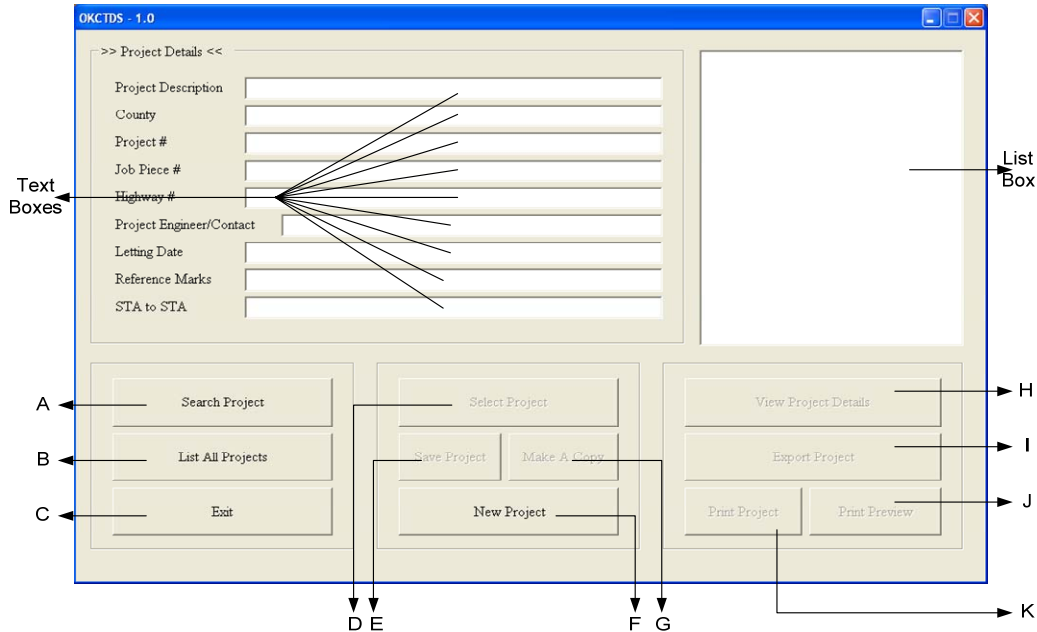 OKCTDS - 1.0
>> Project Details <<
Project Description
County
Project #
Job Piece #
Highway #
Project Engineer/Contact
Letting Date
Reference Marks
STA to STA
Text
Boxes
List
Box
A
Search Project
Select Project
View Project Details
H
B
List All Projects
Save Project
Make A Copy
Export Project
I
C
Exit
New Project
Print Project
Print Preview
J
D
E
F
G
K